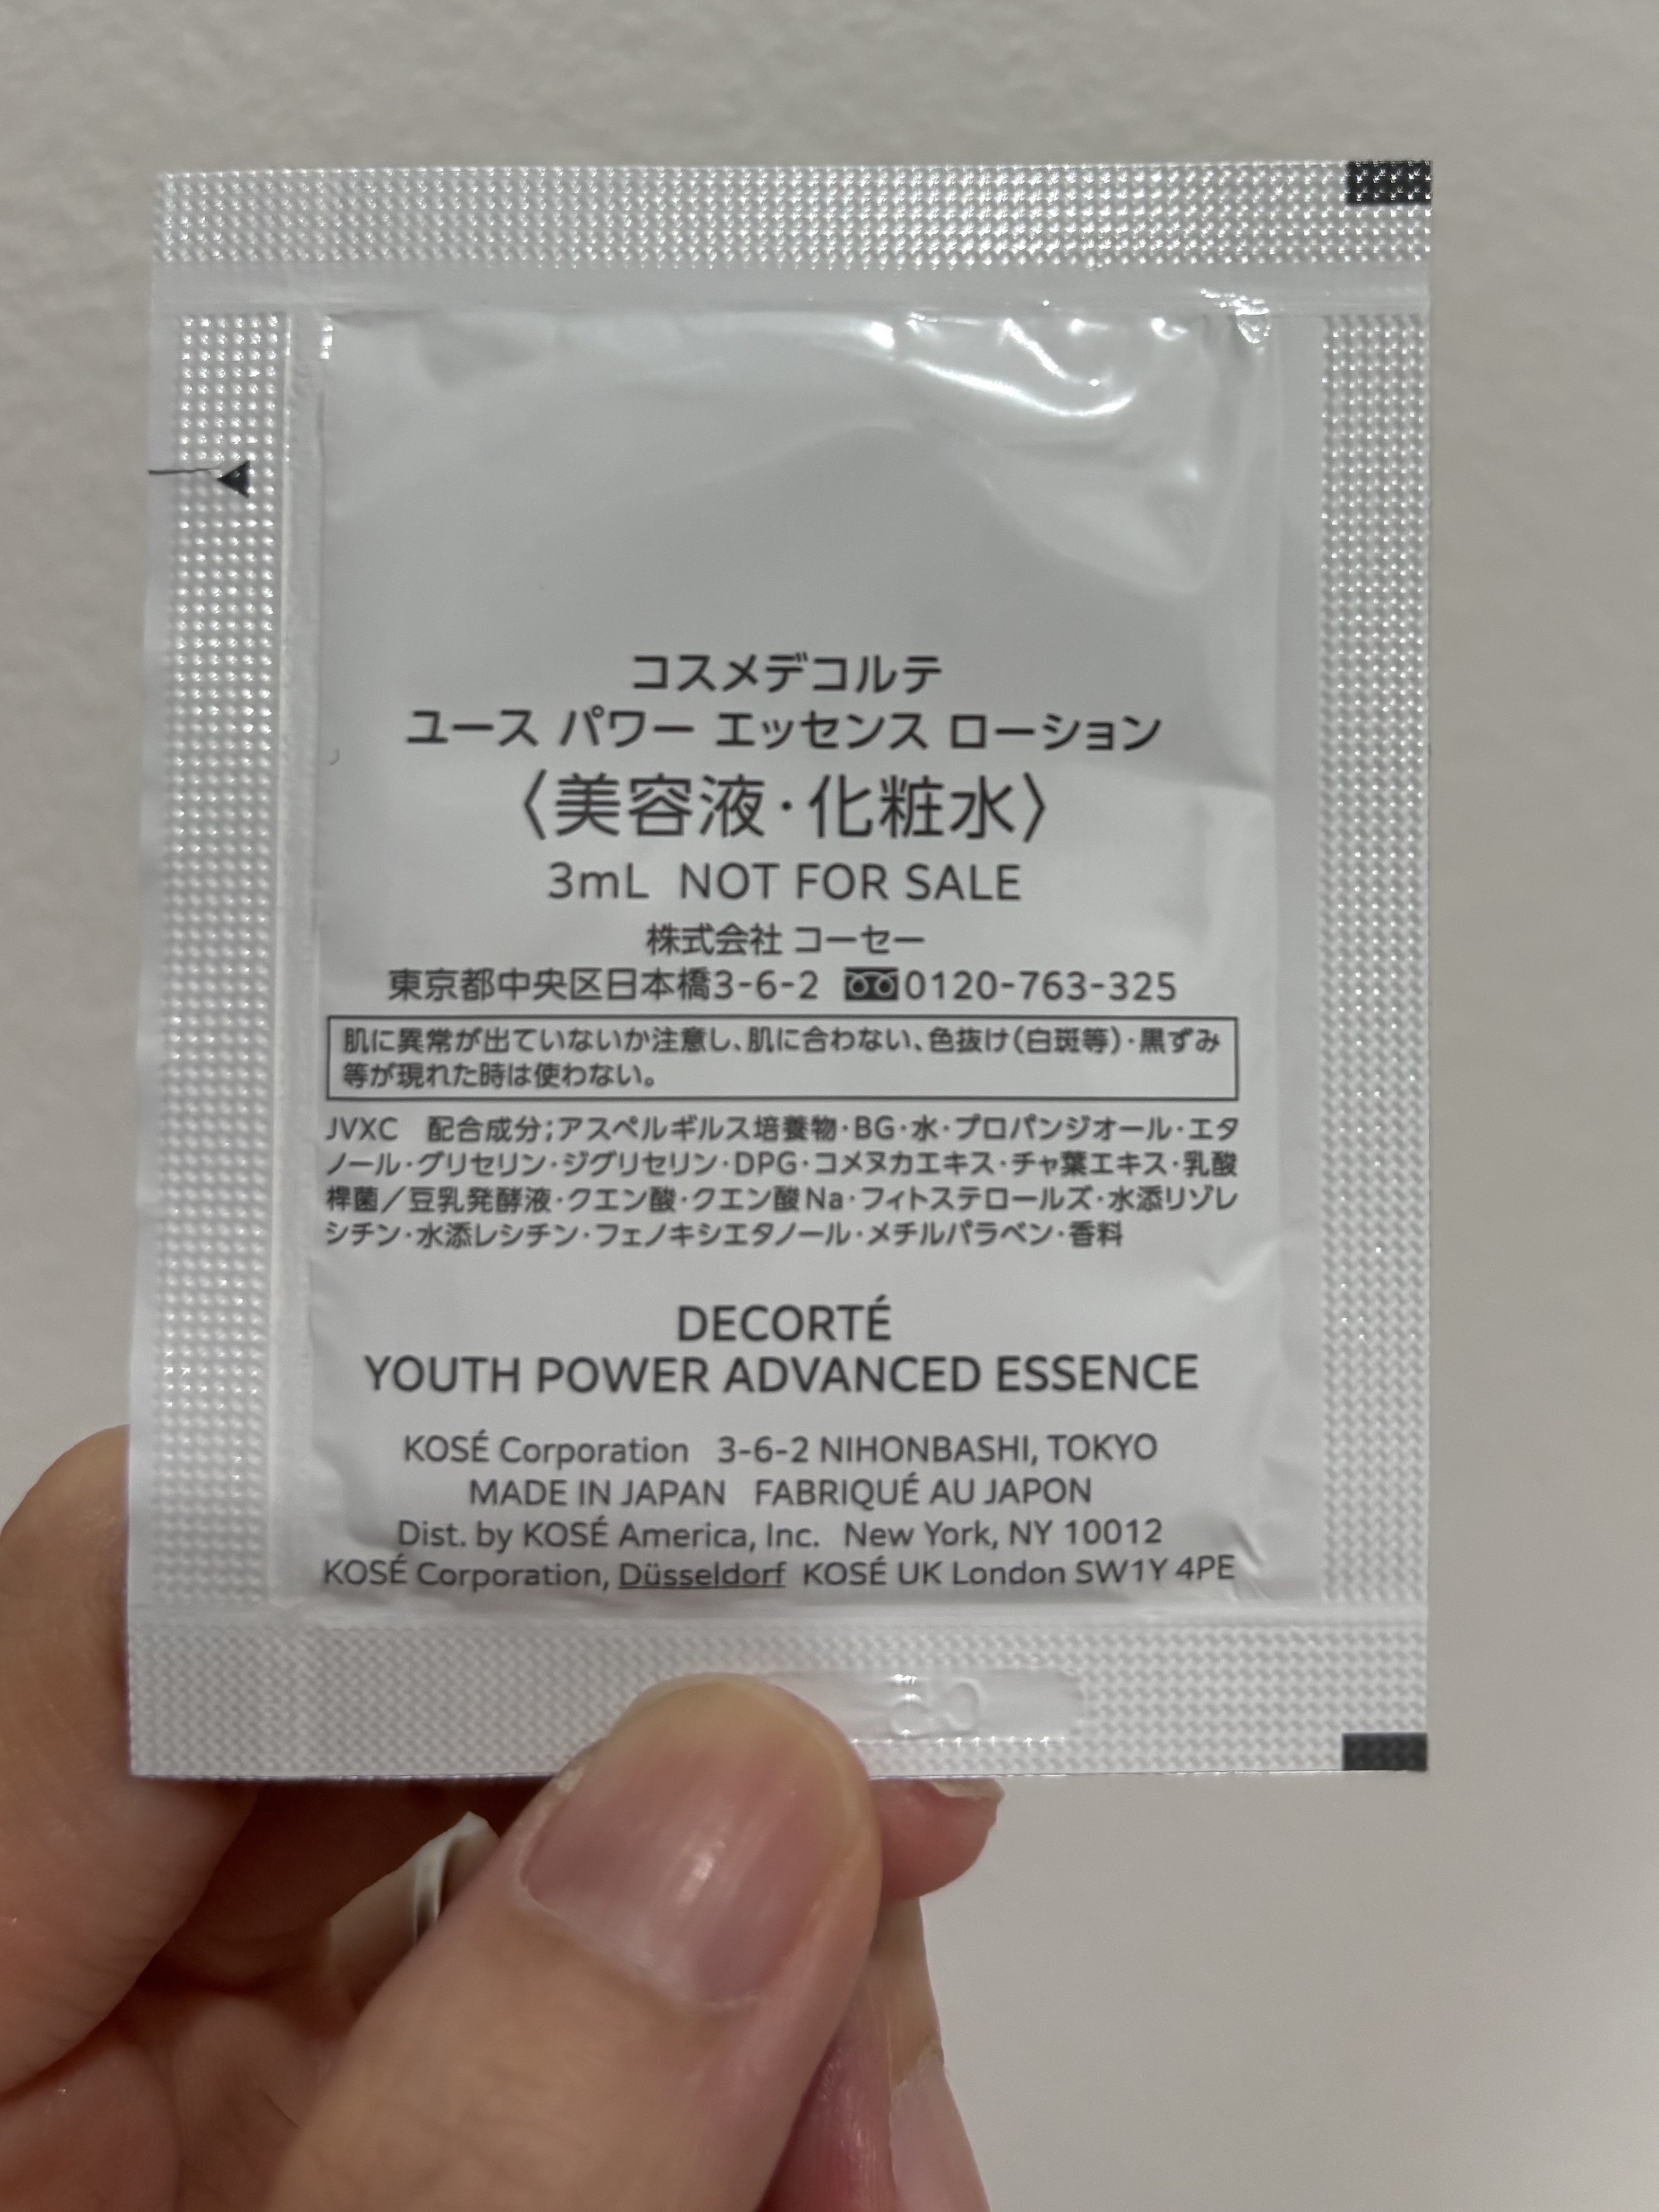 コスメデコルテ
ユース パワー エッセンス ローション
〈美容液・化粧水〉
3mL NOT FOR SALE
株式会社 コーセー
東京都中央区日本橋3-6-2 0120-763-325
肌に異常が出ていないか注意し、肌に合わない、色抜け(白斑等)・黒ずみ
等が現れた時は使わない。
JVXC 配合成分;アスペルギルス培養物・BG・水・プロパンジオール・エタ
ノール・グリセリン・ジグリセリン・DPG・コメヌカエキス・チャ葉エキス・乳酸
桿菌/豆乳発酵液・クエン酸・クエン酸Na・フィトステロールズ・水添リゾレ
シチン・水添レシチン・フェノキシエタノール・メチルパラベン・香料
DECORTÉ
YOUTH POWER ADVANCED ESSENCE
KOSÉ Corporation 3-6-2 NIHONBASHI, TOKYO
MADE IN JAPAN FABRIQUÉ AU JAPON
Dist. by KOSÉ America, Inc. New York, NY 10012
KOSÉ Corporation, Düsseldorf KOSÉ UK London SW1Y 4PE